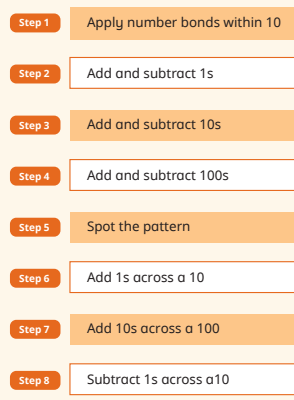 Step 1 Apply number bonds within 10
Step 2 Add and subtract 1s
Step 3 Add and subtract 10s
Step 4 Add and subtract 100s
Step 5 Spot the pattern
Step 6 Add 1s across a 10
Step 7 Add 10s across a 100
Step 8 Subtract 1s across a10